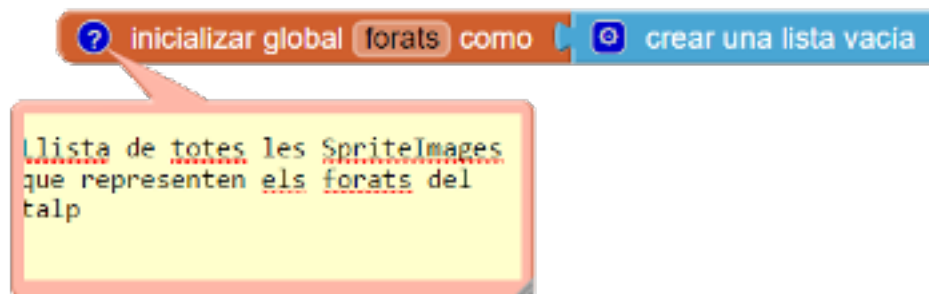 ? inicializar global forats como crear una lista vacia
Llista de totes les SpriteImages
que representen els forats del
talp